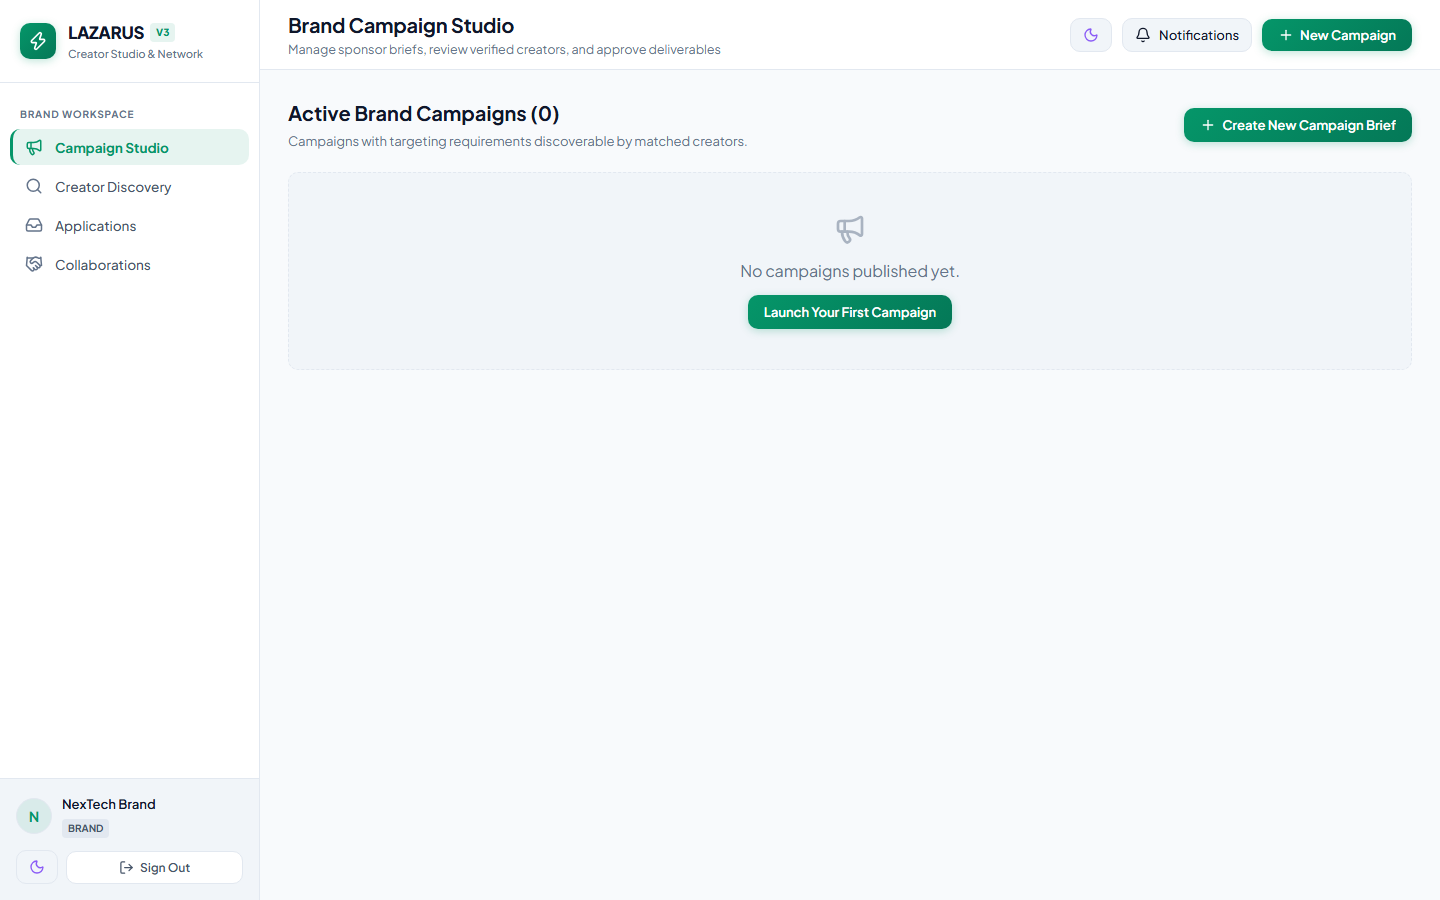 LAZARUS V3
Creator Studio & Network
BRAND WORKSPACE
Campaign Studio
Creator Discovery
Applications
Collaborations
N
NexTech Brand
BRAND
Sign Out
Brand Campaign Studio
Manage sponsor briefs, review verified creators, and approve deliverables
Notifications
New Campaign
Active Brand Campaigns (0)
Campaigns with targeting requirements discoverable by matched creators.
Create New Campaign Brief
No campaigns published yet.
Launch Your First Campaign